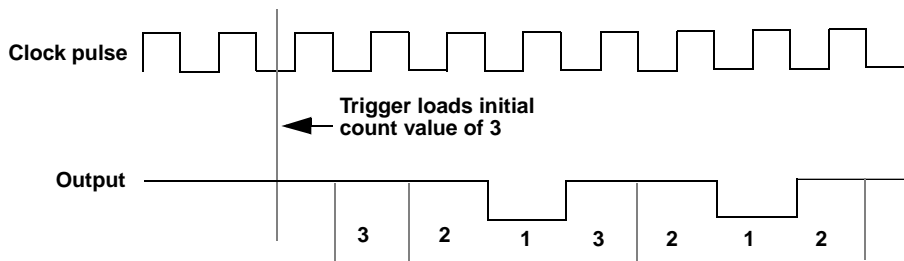 Clock pulse
Trigger loads initial
count value of 3
Output
3 2 1 3 2 1 2